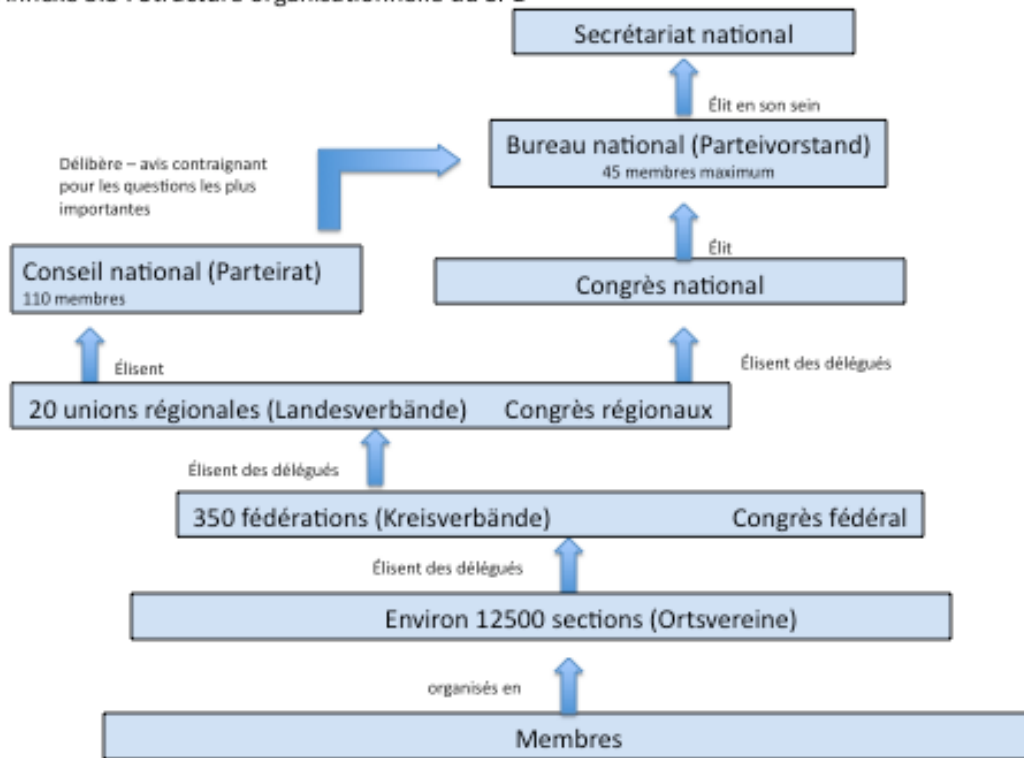 Secrétariat national
Élit en son sein
Bureau national (Parteivorstand)
45 membres maximum
Délibère – avis contraignant
pour les questions les plus
importantes
Élit
Conseil national (Parteirat)
110 membres
Congrès national
Élisent
Élisent des délégués
20 unions régionales (Landesverbände) Congrès régionaux
Élisent des délégués
350 fédérations (Kreisverbände) Congrès fédéral
Élisent des délégués
Environ 12500 sections (Ortsvereine)
organisés en
Membres